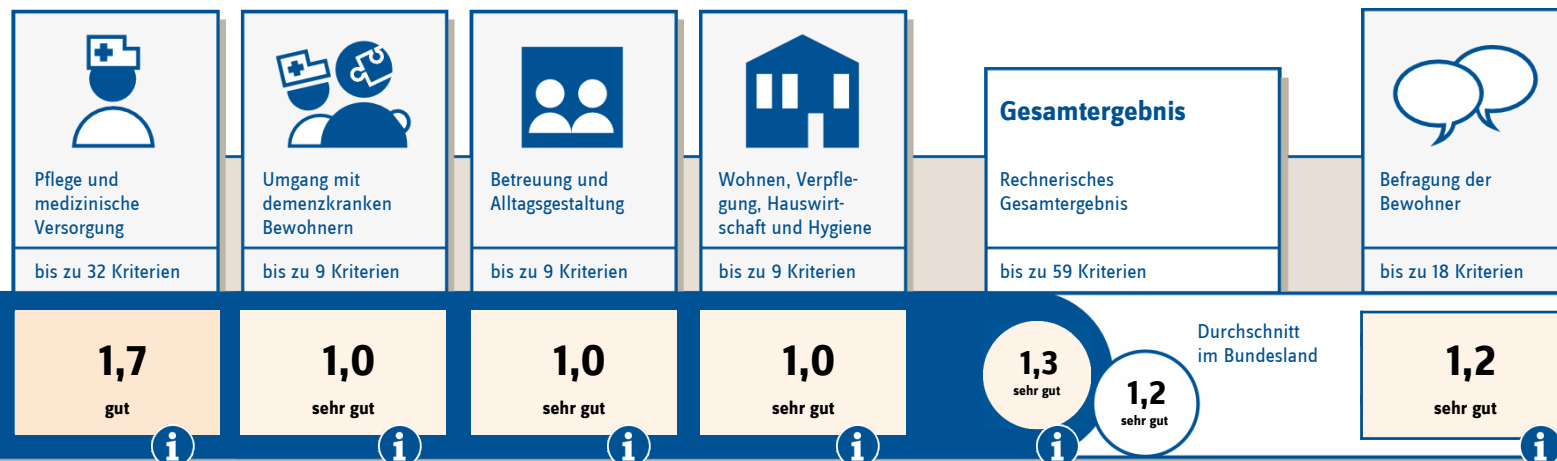 Pflege und
medizinische
Versorgung
bis zu 32 Kriterien
1,7
gut
Umgang mit
demenzkranken
Bewohnern
bis zu 9 Kriterien
1,0
sehr gut
Betreuung und
Alltagsgestaltung
bis zu 9 Kriterien
1,0
sehr gut
Wohnen, Verpfle-
gung, Hauswirt-
schaft und Hygiene
bis zu 9 Kriterien
1,0
sehr gut
Gesamtergebnis
Rechnerisches
Gesamtergebnis
bis zu 59 Kriterien
1,3
sehr gut
Durchschnitt
im Bundesland
1,2
sehr gut
Befragung der
Bewohner
bis zu 18 Kriterien
1,2
sehr gut